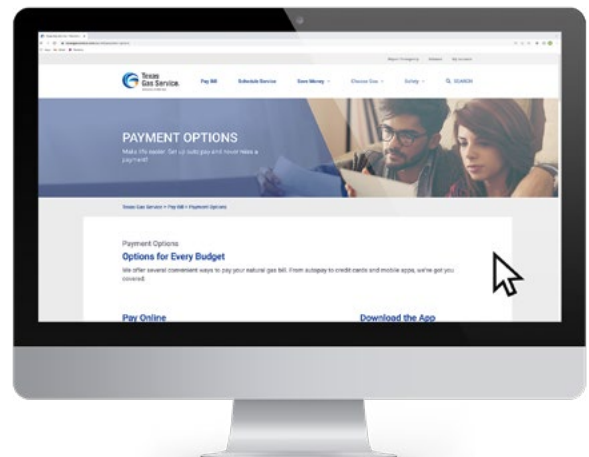 Report Emergency Español My Account
Texas
Gas Service.
Pay Bill Schedule Service Save Money Choose Gas Safety SEARCH
PAYMENT OPTIONS
Make life easier. Set up auto pay and never miss a
payment!
Texas Gas Service > Pay Bill > Payment Options
Payment Options
Options for Every Budget
We offer several convenient ways to pay your natural gas bill. From autopay to credit cards and mobile apps, we've got you
covered.
Pay Online Download the App